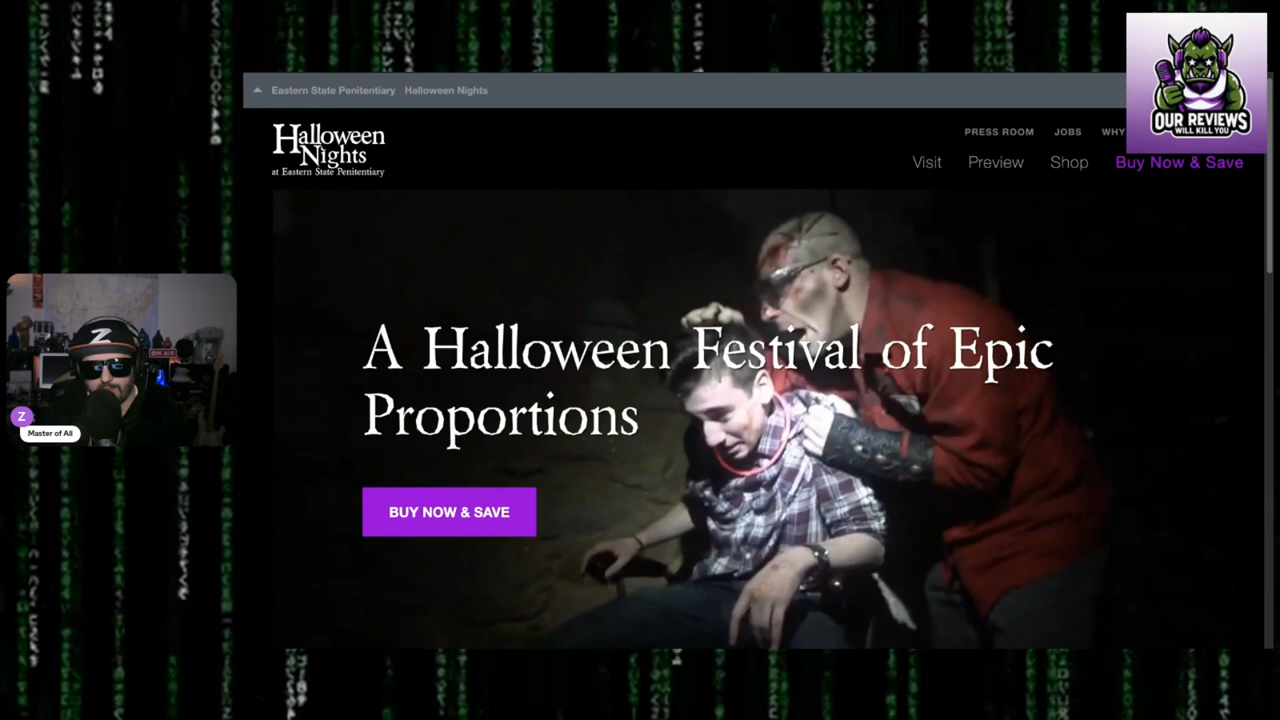 Eastern State Penitentiary Halloween Nights
OUR REVIEWS
WILL KILL YOU
Halloween
Nights
at Eastern State Penitentiary
PRESS ROOM JOBS WHY
Visit Preview Shop Buy Now & Save
A Halloween Festival of Epic
Proportions
BUY NOW & SAVE
Z
ON AIR
Z
Master of All